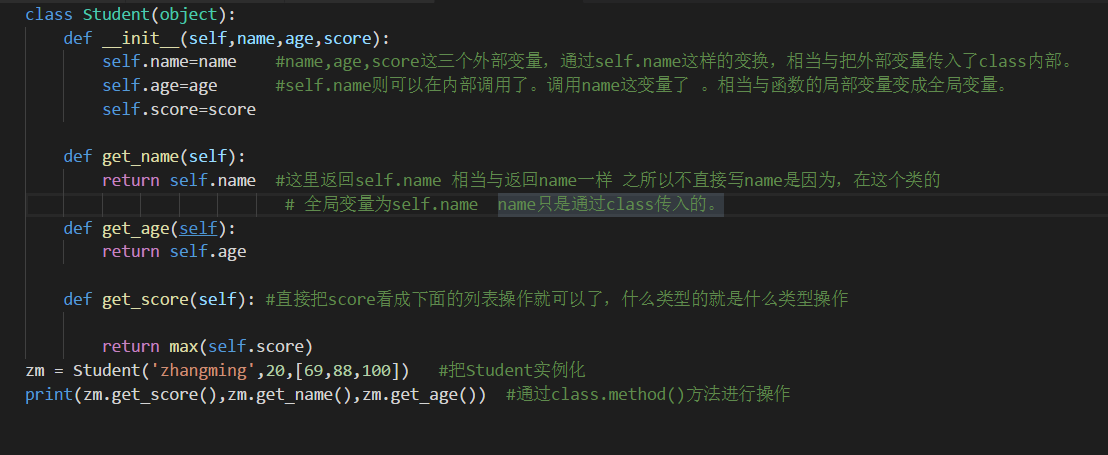 class Student(object):
    def __init__(self,name,age,score):
        self.name=name    #name,age,score这三个外部变量，通过self.name这样的变换，相当与把外部变量传入了class内部。
        self.age=age      #self.name则可以在内部调用了。调用name这变量了 。相当与函数的局部变量变成全局变量。
        self.score=score
    def get_name(self):
        return self.name  #这里返回self.name 相当与返回name一样 之所以不直接写name是因为，在这个类的
                           # 全局变量为self.name  name只是通过class传入的。
    def get_age(self):
        return self.age
    def get_score(self): #直接把score看成下面的列表操作就可以了，什么类型的就是什么类型操作
        return max(self.score)
zm = Student('zhangming',20,[69,88,100])   #把Student实例化
print(zm.get_score(),zm.get_name(),zm.get_age())  #通过class.method()方法进行操作